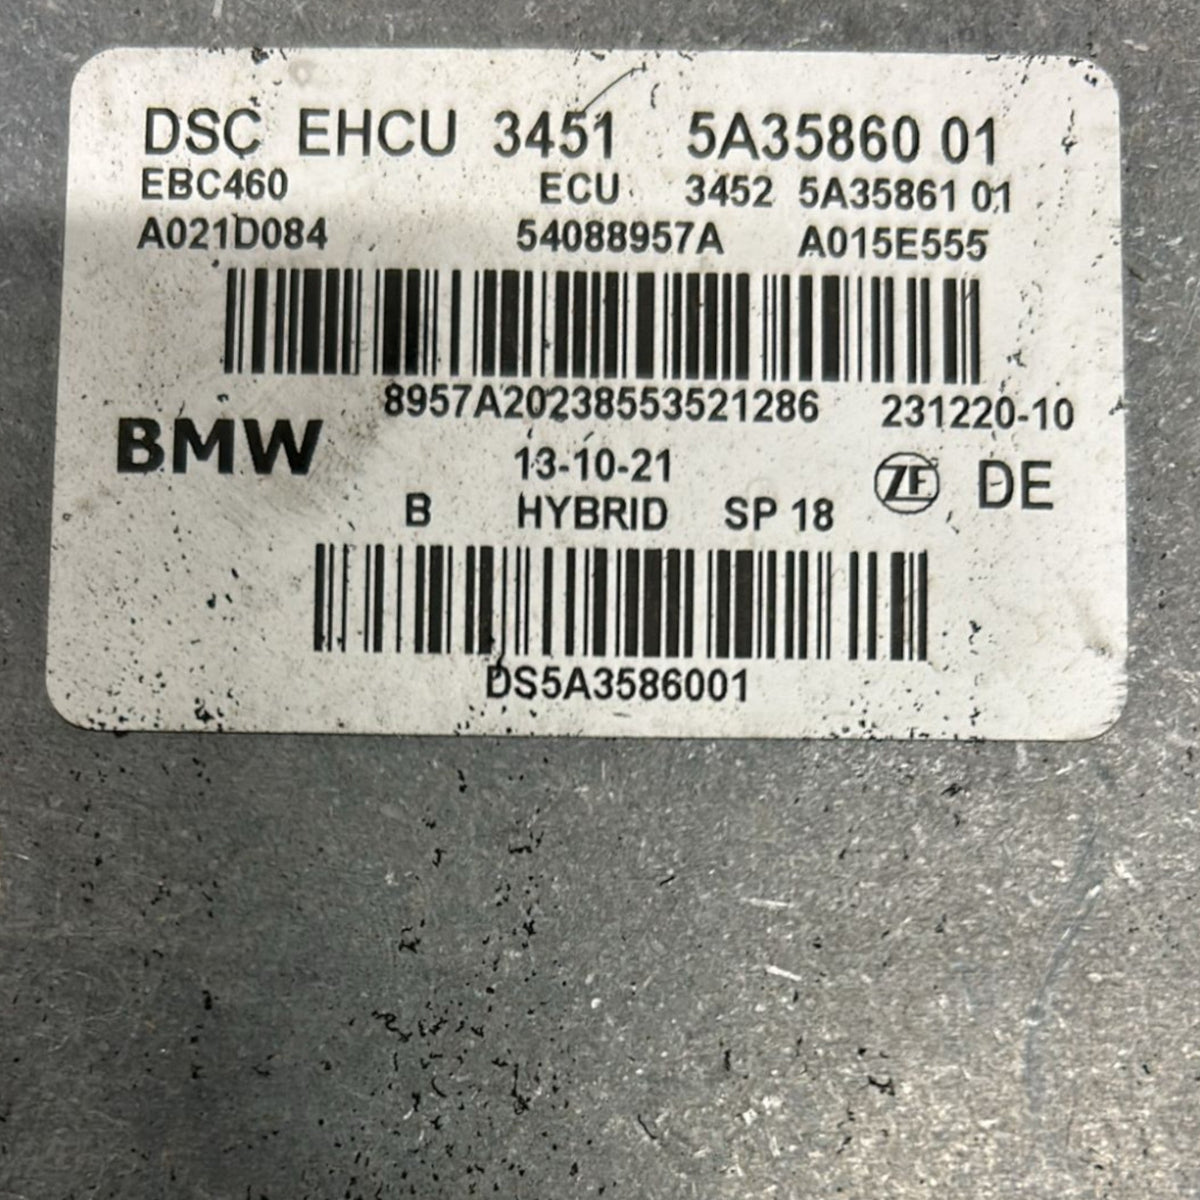 DSC EHCU 3451 5A35860 01
EBC460 ECU 3452 5A35861 01
A021D084 54088957A A015E555
8957A20238553521286 231220-10
BMW 13-10-21 ZF DE
B HYBRID SP 18
DS5A3586001